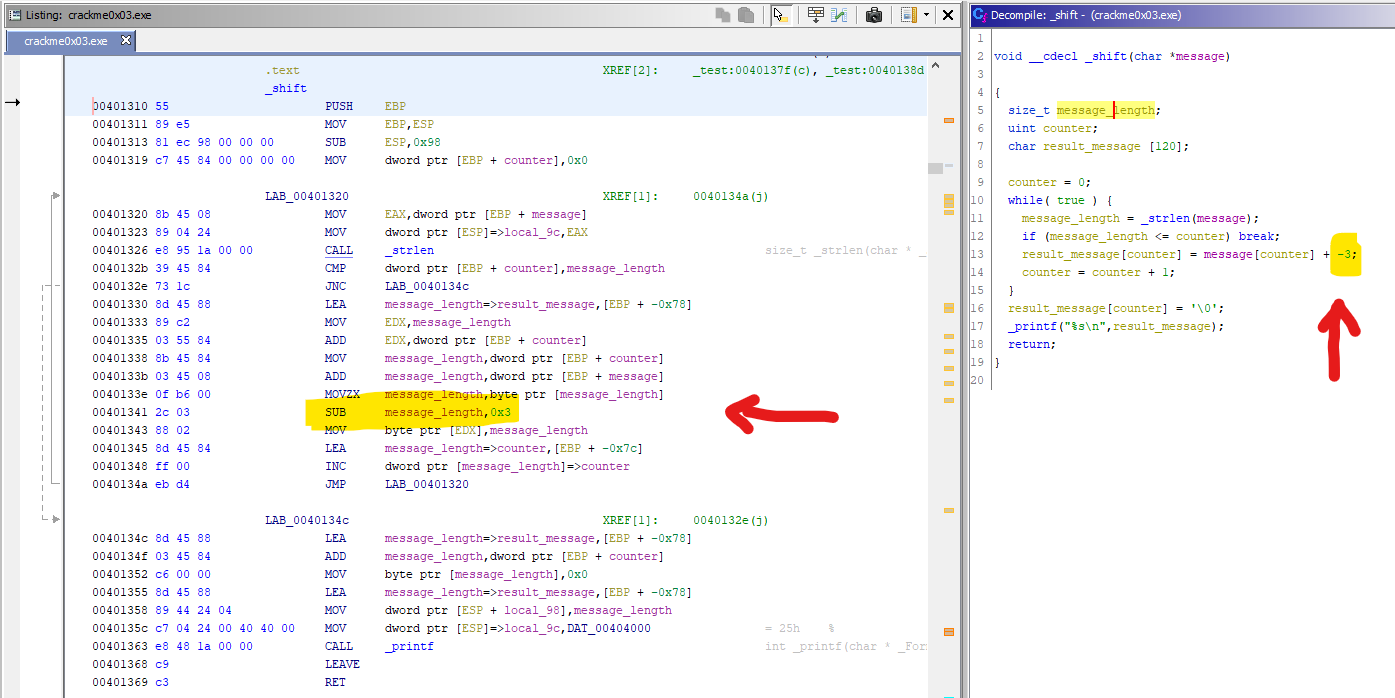 Listing: crackme0x03.exe
crackme0x03.exe
.text XREF[2]: _test:0040137f(c), _test:0040138d
_shift
00401310 55 PUSH EBP
00401311 89 e5 MOV EBP,ESP
00401313 81 ec 98 00 00 00 SUB ESP,0x98
00401319 c7 45 84 00 00 00 00 MOV dword ptr [EBP + counter],0x0
LAB_00401320 XREF[1]: 0040134a(j)
00401320 8b 45 08 MOV EAX,dword ptr [EBP + message]
00401323 89 04 24 MOV dword ptr [ESP]=>local_9c,EAX
00401326 e8 95 1a 00 00 CALL _strlen size_t _strlen(char * _
0040132b 39 45 84 CMP dword ptr [EBP + counter],message_length
0040132e 73 1c JNC LAB_0040134c
00401330 8d 45 88 LEA message_length=>result_message,[EBP + -0x78]
00401333 89 c2 MOV EDX,message_length
00401335 03 55 84 ADD EDX,dword ptr [EBP + counter]
00401338 8b 45 84 MOV message_length,dword ptr [EBP + counter]
0040133b 03 45 08 ADD message_length,dword ptr [EBP + message]
0040133e 0f b6 00 MOVZX message_length,byte ptr [message_length]
00401341 2c 03 SUB message_length,0x3
00401343 88 02 MOV byte ptr [EDX],message_length
00401345 8d 45 84 LEA message_length=>counter,[EBP + -0x7c]
00401348 ff 00 INC dword ptr [message_length]=>counter
0040134a eb d4 JMP LAB_00401320
LAB_0040134c XREF[1]: 0040132e(j)
0040134c 8d 45 88 LEA message_length=>result_message,[EBP + -0x78]
0040134f 03 45 84 ADD message_length,dword ptr [EBP + counter]
00401352 c6 00 00 MOV byte ptr [message_length],0x0
00401355 8d 45 88 LEA message_length=>result_message,[EBP + -0x78]
00401358 89 44 24 04 MOV dword ptr [ESP + local_98],message_length
0040135c c7 04 24 00 40 40 00 MOV dword ptr [ESP]=>local_9c,DAT_00404000 = 25h %
00401363 e8 48 1a 00 00 CALL _printf int _printf(char * _For
00401368 c9 LEAVE
00401369 c3 RET
Decompile: _shift - (crackme0x03.exe)
1
2 void __cdecl _shift(char *message)
3
4 {
5 size_t message_length;
6 uint counter;
7 char result_message [120];
8
9 counter = 0;
10 while( true ) {
11 message_length = _strlen(message);
12 if (message_length <= counter) break;
13 result_message[counter] = message[counter] + -3;
14 counter = counter + 1;
15 }
16 result_message[counter] = '\0';
17 _printf("%s\n",result_message);
18 return;
19 }
20